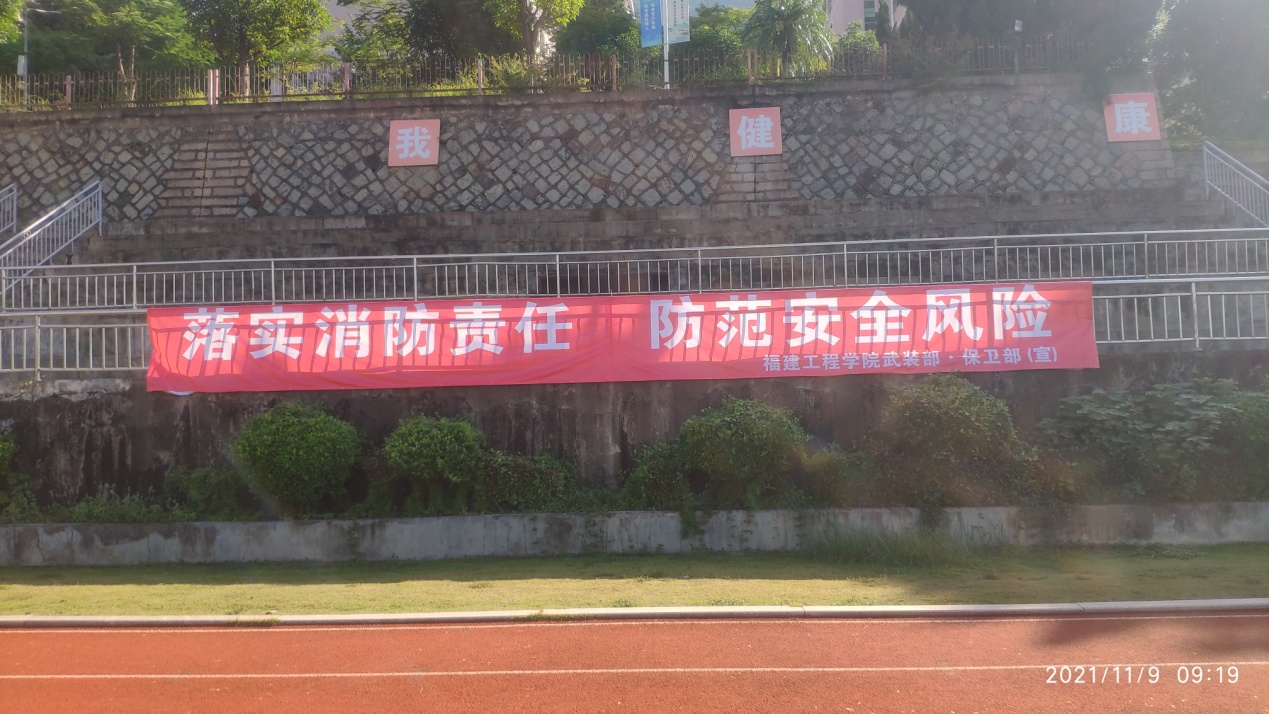 我健康
落实消防责任 防范安全风险
福建工程学院武装部·保卫部(宣)
2021/11/9 09:19